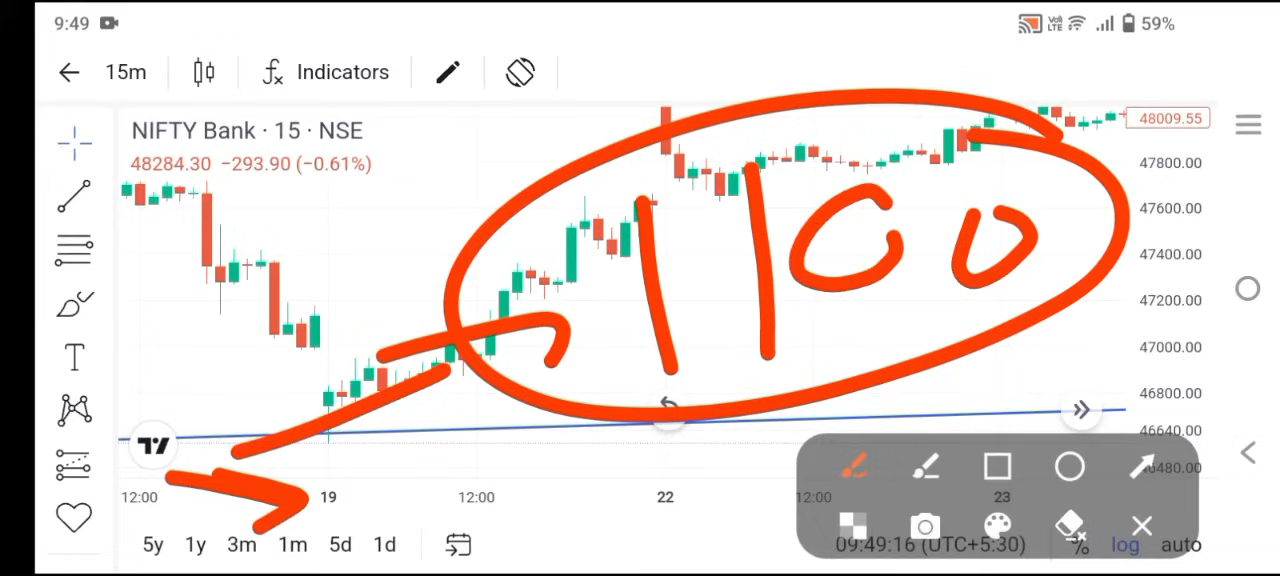 9:49 Vo) LTE 59%
15m fx Indicators
NIFTY Bank · 15 · NSE
48284.30 −293.90 (−0.61%)
48009.55
47800.00
47600.00
47400.00
47200.00
47000.00
46800.00
46640.00
46480.00
1100
T
12:00 19 12:00 22 12:00 23
5y 1y 3m 1m 5d 1d 09:49:16 (UTC+5:30) % log auto